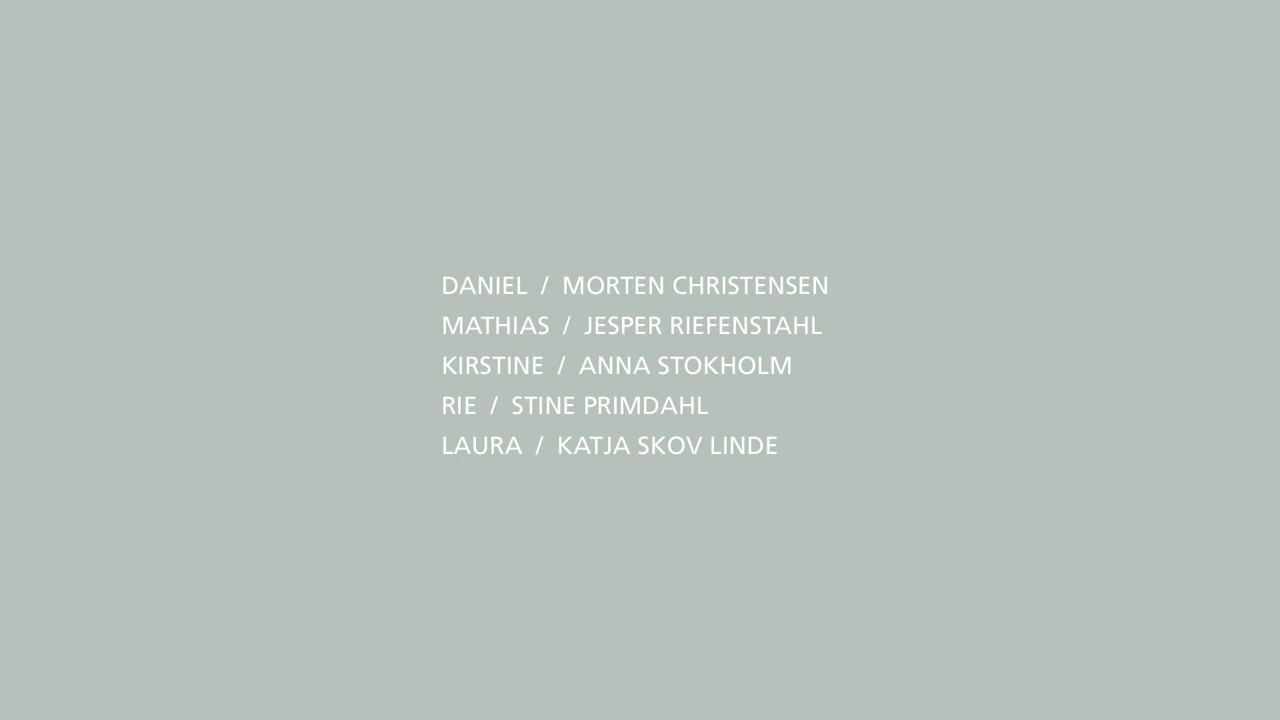 DANIEL / MORTEN CHRISTENSEN
MATHIAS / JESPER RIEFENSTAHL
KIRSTINE / ANNA STOKHOLM
RIE / STINE PRIMDAHL
LAURA / KATJA SKOV LINDE